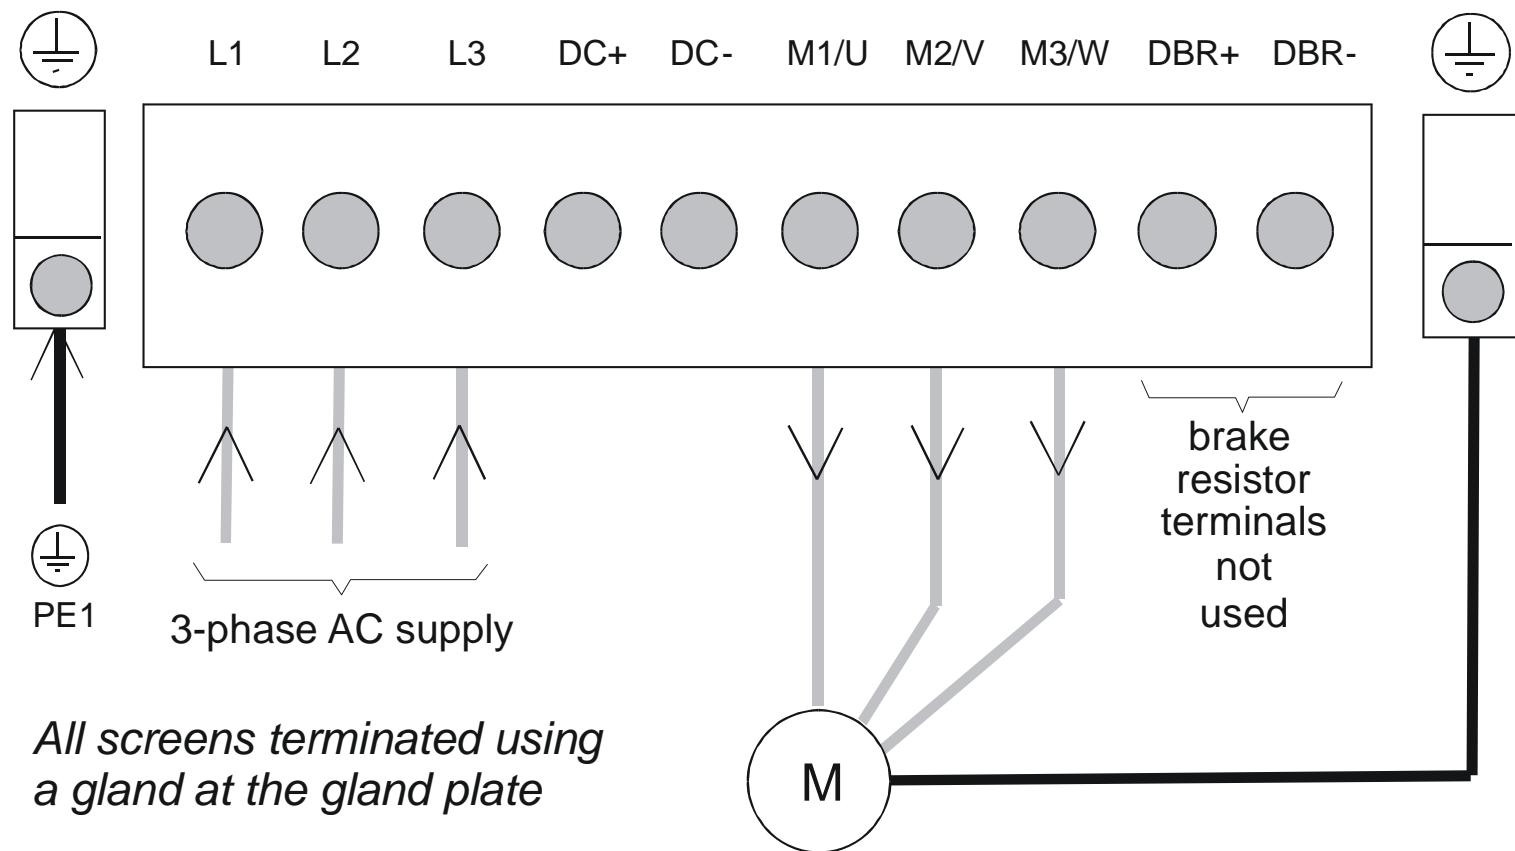 L1 L2 L3 DC+ DC- M1/U M2/V M3/W DBR+ DBR-
brake
resistor
terminals
not
used
PE1
3-phase AC supply
All screens terminated using
a gland at the gland plate
M